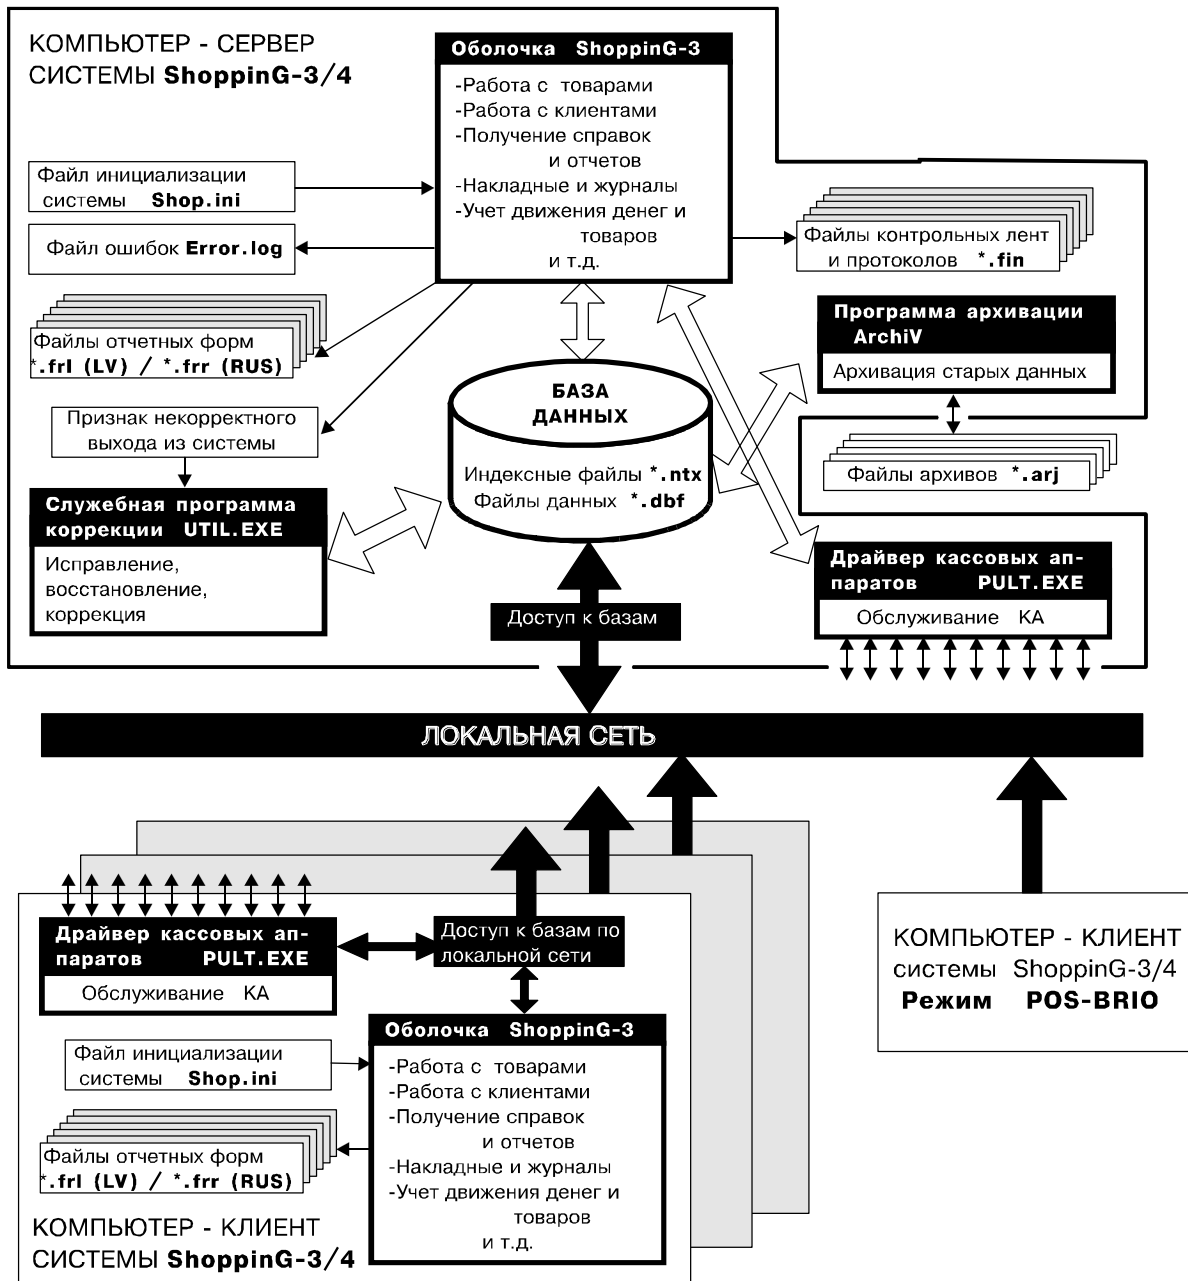 КОМПЬЮТЕР - СЕРВЕР
СИСТЕМЫ ShoppinG-3/4
Оболочка ShoppinG-3
-Работа с товарами
-Работа с клиентами
-Получение справок
и отчетов
-Накладные и журналы
-Учет движения денег и
товаров
и т.д.
Файл инициализации
системы Shop.ini
Файл ошибок Error.log
Файлы отчетных форм
*.frl (LV) / *.frr (RUS)
Признак некорректного
выхода из системы
Служебная программа
коррекции UTIL.EXE
Исправление,
восстановление,
коррекция
БАЗА
ДАННЫХ
Индексные файлы *.ntx
Файлы данных *.dbf
Файлы контрольных лент
и протоколов *.fin
Программа архивации
ArchiV
Архивация старых данных
Файлы архивов *.arj
Драйвер кассовых ап-
паратов PULT.EXE
Обслуживание КА
Доступ к базам
ЛОКАЛЬНАЯ СЕТЬ
Драйвер кассовых ап-
паратов PULT.EXE
Обслуживание КА
Доступ к базам по
локальной сети
Оболочка ShoppinG-3
-Работа с товарами
-Работа с клиентами
-Получение справок
и отчетов
-Накладные и журналы
-Учет движения денег и
товаров
и т.д.
Файл инициализации
системы Shop.ini
Файлы отчетных форм
*.frl (LV) / *.frr (RUS)
КОМПЬЮТЕР - КЛИЕНТ
СИСТЕМЫ ShoppinG-3/4
КОМПЬЮТЕР - КЛИЕНТ
системы ShoppinG-3/4
Режим POS-BRIO